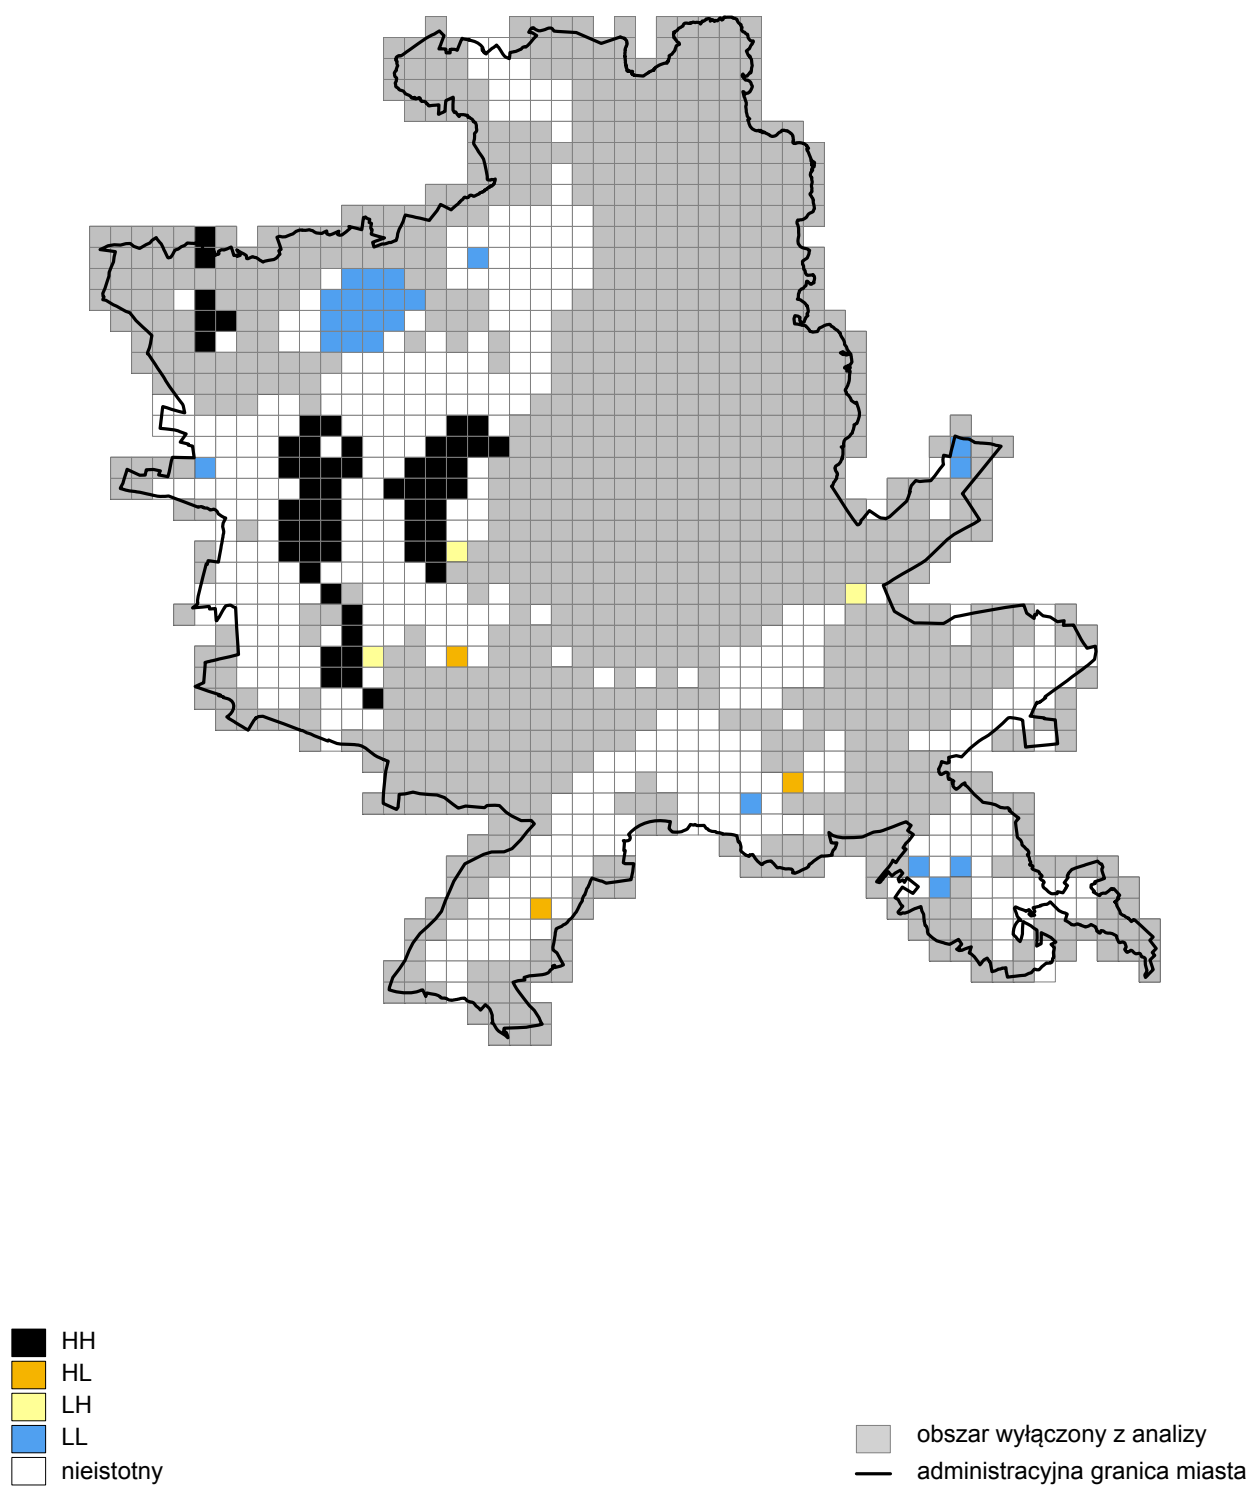 HH
HL
LH
LL
nieistotny
obszar wyłączony z analizy
administracyjna granica miasta